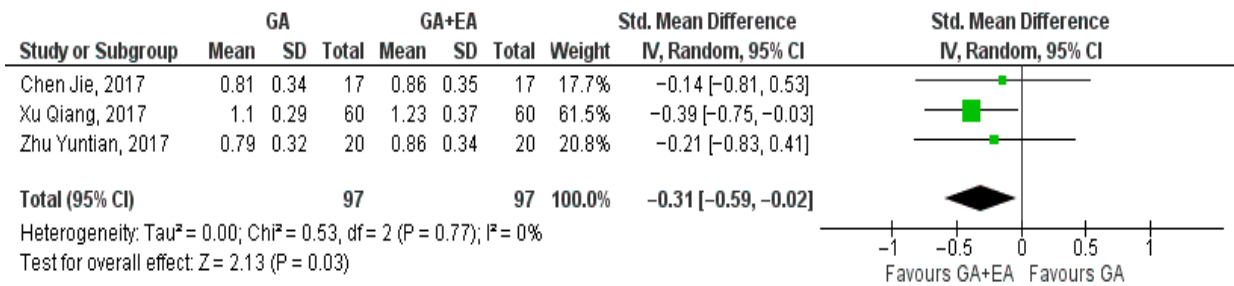 GA GA+EA Std. Mean Difference Std. Mean Difference
Study or Subgroup Mean SD Total Mean SD Total Weight IV, Random, 95% CI IV, Random, 95% CI
Chen Jie, 2017 0.81 0.34 17 0.86 0.35 17 17.7% −0.14 [−0.81, 0.53]
Xu Qiang, 2017 1.1 0.29 60 1.23 0.37 60 61.5% −0.39 [−0.75, −0.03]
Zhu Yuntian, 2017 0.79 0.32 20 0.86 0.34 20 20.8% −0.21 [−0.83, 0.41]
Total (95% CI) 97 97 100.0% −0.31 [−0.59, −0.02]
Heterogeneity: Tau² = 0.00; Chi² = 0.53, df = 2 (P = 0.77); I² = 0%
Test for overall effect: Z = 2.13 (P = 0.03)
−1 −0.5 0 0.5 1
Favours GA+EA Favours GA